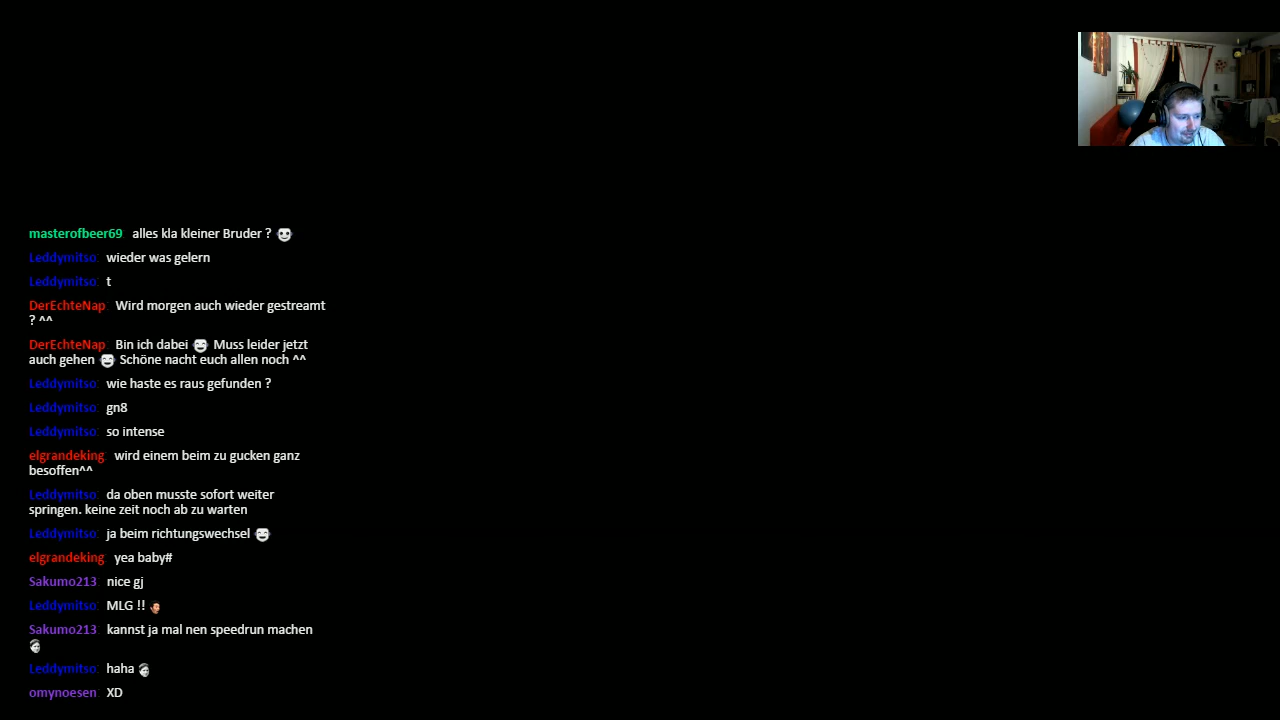 masterofbeer69 alles kla kleiner Bruder ?
Leddymitso: wieder was gelern
Leddymitso: t
DerEchteNap Wird morgen auch wieder gestreamt
? ^^
DerEchteNap Bin ich dabei Muss leider jetzt
auch gehen Schöne nacht euch allen noch ^^
Leddymitso: wie haste es raus gefunden ?
Leddymitso: gn8
Leddymitso: so intense
elgrandeking wird einem beim zu gucken ganz
besoffen^^
Leddymitso: da oben musste sofort weiter
springen. keine zeit noch ab zu warten
Leddymitso: ja beim richtungswechsel
elgrandeking yea baby#
Sakumo213 nice gj
Leddymitso: MLG !!
Sakumo213 kannst ja mal nen speedrun machen
Leddymitso: haha
omynoesen XD